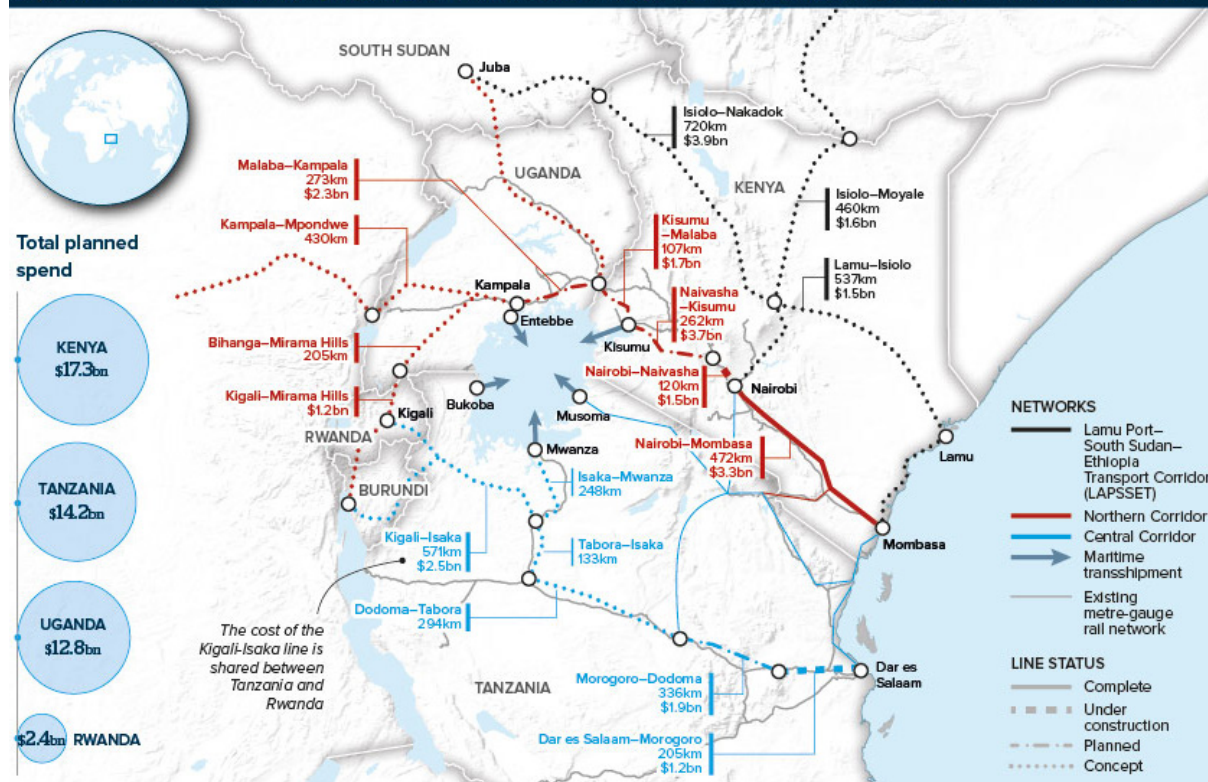 SOUTH SUDAN
Juba
Isiolo–Nakadok
720km
$3.9bn
Malaba–Kampala
273km
$2.3bn
UGANDA
KENYA
Kampala–Mpondwe
430km
Kisumu
–Malaba
107km
$1.7bn
Isiolo–Moyale
460km
$1.6bn
Total planned
spend
Lamu–Isiolo
537km
$1.5bn
Kampala
Entebbe
Naivasha
–Kisumu
262km
$3.7bn
Kisumu
KENYA
$17.3bn
Bihanga–Mirama Hills
205km
Nairobi–Naivasha
120km
$1.5bn
Nairobi
Kigali–Mirama Hills
$1.2bn
Bukoba
Musoma
Kigali
RWANDA
Mwanza
Nairobi–Mombasa
472km
$3.3bn
Lamu
BURUNDI
Isaka–Mwanza
248km
TANZANIA
$14.2bn
Kigali–Isaka
571km
$2.5bn
Tabora–Isaka
133km
Mombasa
Dodoma–Tabora
294km
UGANDA
$12.8bn
The cost of the
Kigali-Isaka line is
shared between
Tanzania and
Rwanda
TANZANIA
Morogoro–Dodoma
336km
$1.9bn
Dar es
Salaam
Dar es Salaam–Morogoro
205km
$1.2bn
$2.4bn RWANDA
NETWORKS
Lamu Port–
South Sudan–
Ethiopia
Transport Corridor
(LAPSSET)
Northern Corridor
Central Corridor
Maritime
transshipment
Existing
metre-gauge
rail network
LINE STATUS
Complete
Under
construction
Planned
Concept